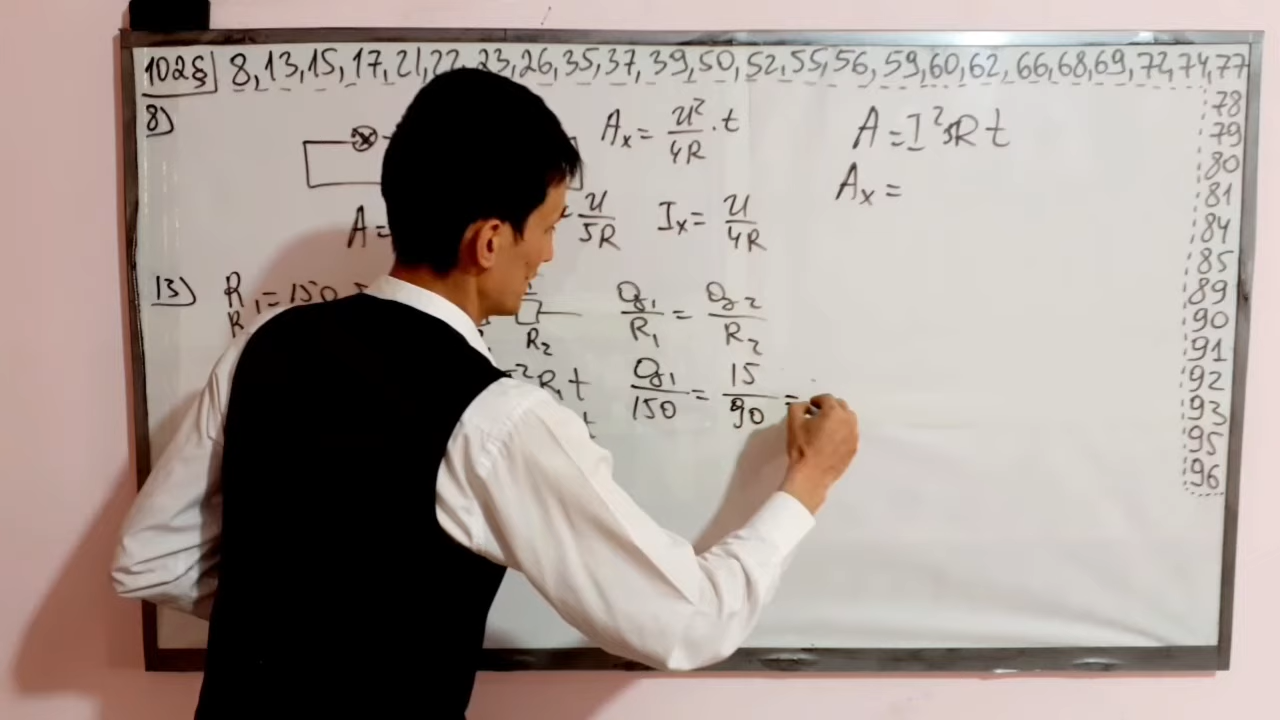 102§ 8, 13, 15, 17, 21, 22, 23, 26, 35, 37, 39, 50, 52, 55, 56, 59, 60, 62, 66, 68, 69, 72, 74, 77
78
79
80
81
84
85
89
90
91
92
93
95
96
8)
Aₓ = U²/4R · t
A = I²5Rt
Aₓ =
A =
U/5R Iₓ = U/4R
13) R₁ = 150
R
R₂
Q₁/R₁ = Q₂/R₂
²R₁t
Q₁/150 = 15/90 =
t